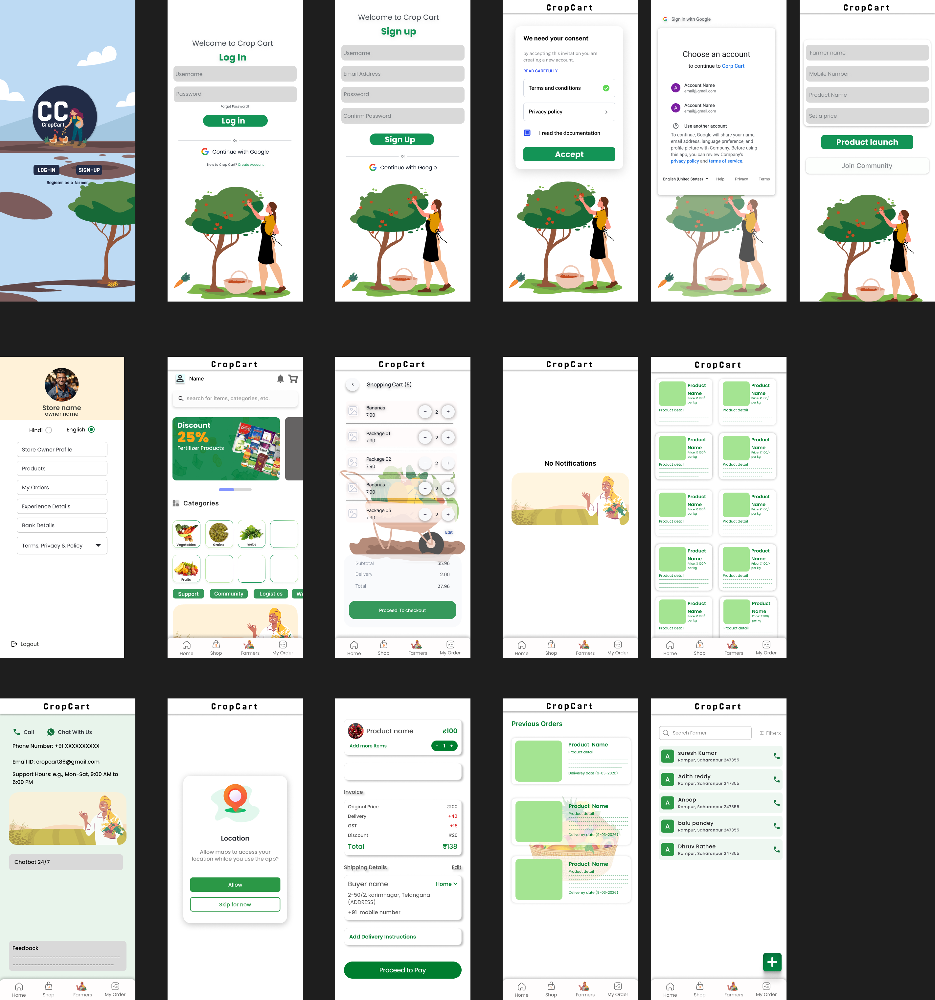 CC
CropCart
LOG-IN
SIGN-UP
Register as a farmer
Welcome to Crop Cart
Log In
Username
Password
Forget Password?
Log in
Or
Continue with Google
New to Crop Cart? Create Account
Welcome to Crop Cart
Sign up
Username
Email Address
Password
Confirm Password
Sign Up
Or
Continue with Google
CropCart
We need your consent
by accepting this invitation you are
creating a new account.
READ CAREFULLY
Terms and conditions
Privacy policy
I read the documentation
Accept
Sign in with Google
Choose an account
to continue to Corp Cart
A
Account Name
email@gmail.com
A
Account Name
email@gmail.com
Use another account
To continue, Google will share your name,
email address, language preference, and
profile picture with Company. Before using
this app, you can review Company's
privacy policy and terms of service.
English (United States)
Help
Privacy
Terms
CropCart
Farmer name
Mobile Number
Product Name
Set a price
Product launch
Join Community
Store name
owner name
Hindi
English
Store Owner Profile
Products
My Orders
Experience Details
Bank Details
Terms, Privacy & Policy
Logout
CropCart
Name
search for items, categories, etc.
Discount
25%
Fertilizer Products
Categories
Vegetables
Grains
herbs
Fruits
Support
Community
Logistics
Wa
Home
Shop
Farmers
My Order
CropCart
Shopping Cart (5)
Bananas
7.90
− 2 +
Package 01
7.90
− 2 +
Package 02
7.90
− 2 +
Bananas
7.90
− 2 +
Package 03
7.90
− 2 +
Edit
Subtotal 35.96
Delivery 2.00
Total 37.96
Proceed To checkout
Home
Shop
Farmers
My Order
CropCart
No Notifications
Home
Shop
Farmers
My Order
CropCart
Product
Name
Price: ₹ 100/-
per kg
Product detail
Product
Name
Price: ₹ 100/-
per kg
Product detail
Product
Name
Price: ₹ 100/-
per kg
Product detail
Product
Name
Price: ₹ 100/-
per kg
Product detail
Product
Name
Price: ₹ 100/-
per kg
Product detail
Product
Name
Price: ₹ 100/-
per kg
Product detail
Product
Name
Price: ₹ 100/-
per kg
Product detail
Product
Name
Price: ₹ 100/-
per kg
Product detail
Product
Name
Price: ₹ 100/-
per kg
Product detail
Product
Name
Price: ₹ 100/-
per kg
Product detail
Home
Shop
Farmers
My Order
CropCart
Call
Chat With Us
Phone Number: +91 XXXXXXXXXX
Email ID: cropcart86@gmail.com
Support Hours: e.g., Mon-Sat, 9:00 AM to
6:00 PM
Chatbot 24/7
Feedback
Home
Shop
Farmers
My Order
CropCart
Location
Allow maps to access your
location whiloe you use the app?
Allow
Skip for now
Product name ₹100
Add more Items
- 1 +
Invoice
Original Price ₹100
Delivery +40
GST +18
Discount ₹20
Total ₹138
Shipping Details Edit
Buyer name Home
2-50/2, karimnagar, Telangana
(ADDRESS)
+91 mobile number
Add Delivery Instructions
Proceed to Pay
CropCart
Previous Orders
Product Name
Product detail
Deliverey date (9-03-2026)
Product Name
Product detail
Deliverey date (9-03-2026)
Product Name
Product detail
Deliverey date (9-03-2026)
Home
Shop
Farmers
My Order
CropCart
Search Farmer
Filters
A
suresh Kumar
Rampur, Saharanpur 247355
A
Adith reddy
Rampur, Saharanpur 247355
A
Anoop
Rampur, Saharanpur 247355
A
balu pandey
Rampur, Saharanpur 247355
A
Dhruv Rathee
Rampur, Saharanpur 247355
Home
Shop
Farmers
My Order